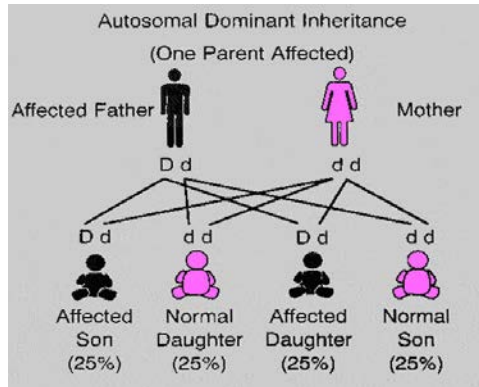 Autosomal Dominant Inheritance
(One Parent Affected)
Affected Father
Mother
D d
d d
D d
d d
D d
d d
Affected
Son
(25%)
Normal
Daughter
(25%)
Affected
Daughter
(25%)
Normal
Son
(25%)